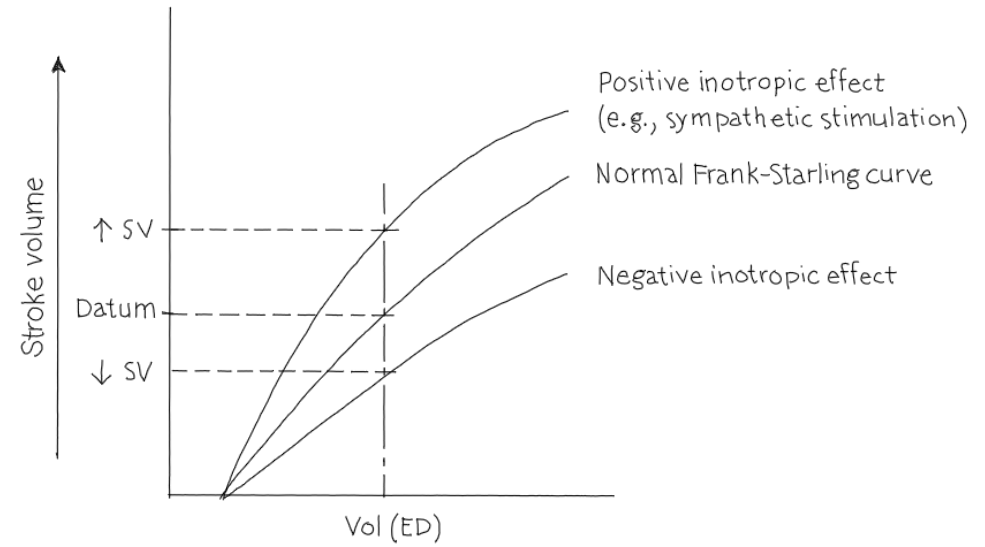 Positive inotropic effect
(e.g., sympathetic stimulation)
Normal Frank-Starling curve
↑ SV
Negative inotropic effect
Datum
↓ SV
Stroke volume
Vol (ED)